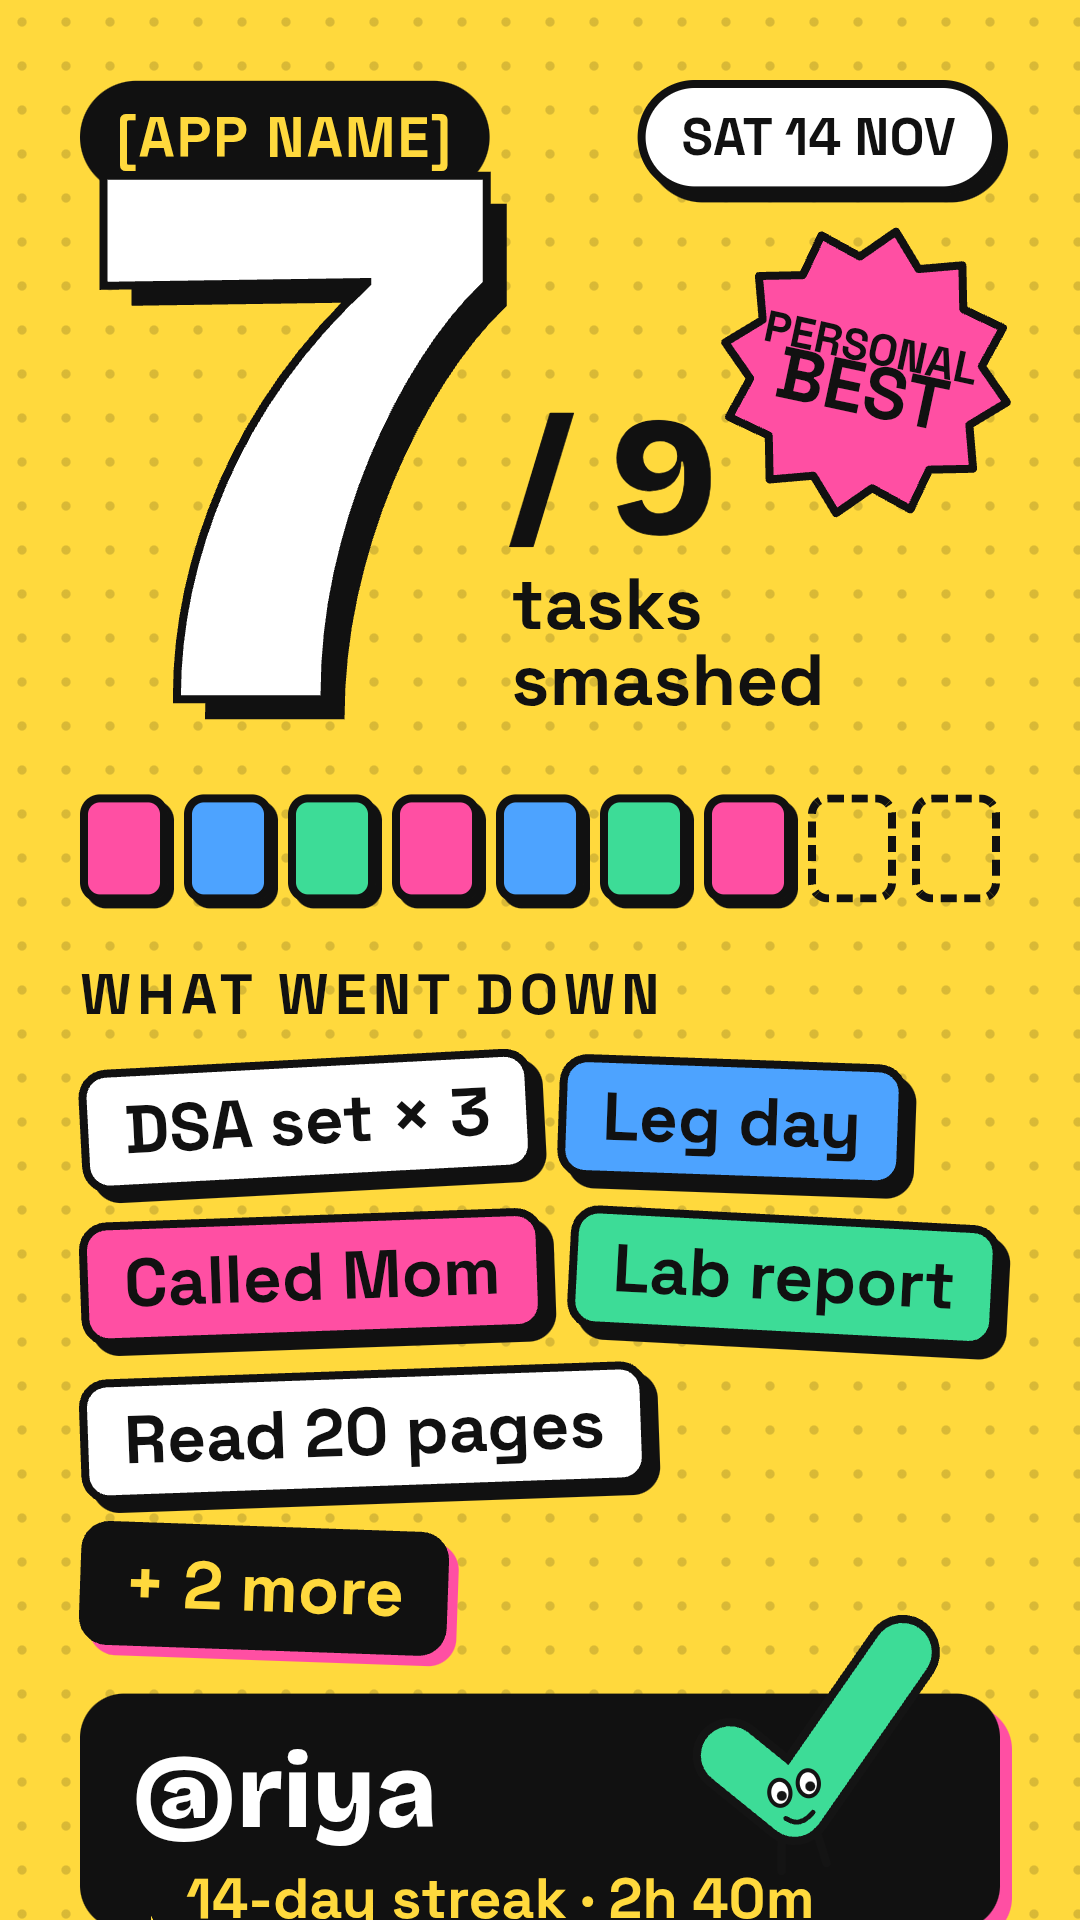 [APP NAME]
SAT 14 NOV
PERSONAL
BEST
7
/ 9
tasks
smashed
WHAT WENT DOWN
DSA set × 3
Leg day
Called Mom
Lab report
Read 20 pages
+ 2 more
@riya
14-day streak • 2h 40m